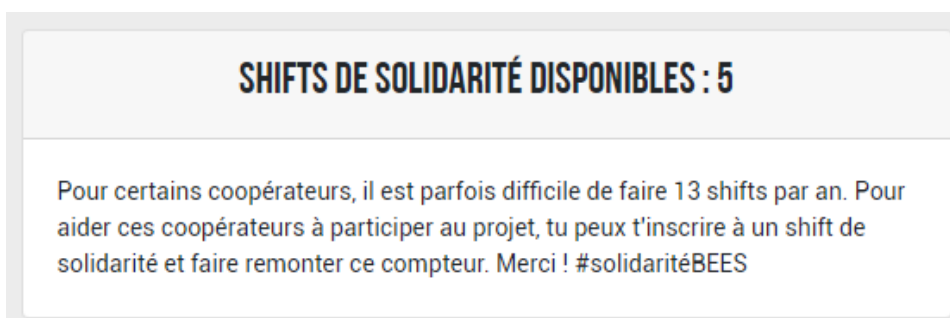 SHIFTS DE SOLIDARITÉ DISPONIBLES : 5
Pour certains coopérateurs, il est parfois difficile de faire 13 shifts par an. Pour
aider ces coopérateurs à participer au projet, tu peux t'inscrire à un shift de
solidarité et faire remonter ce compteur. Merci ! #solidaritéBEES